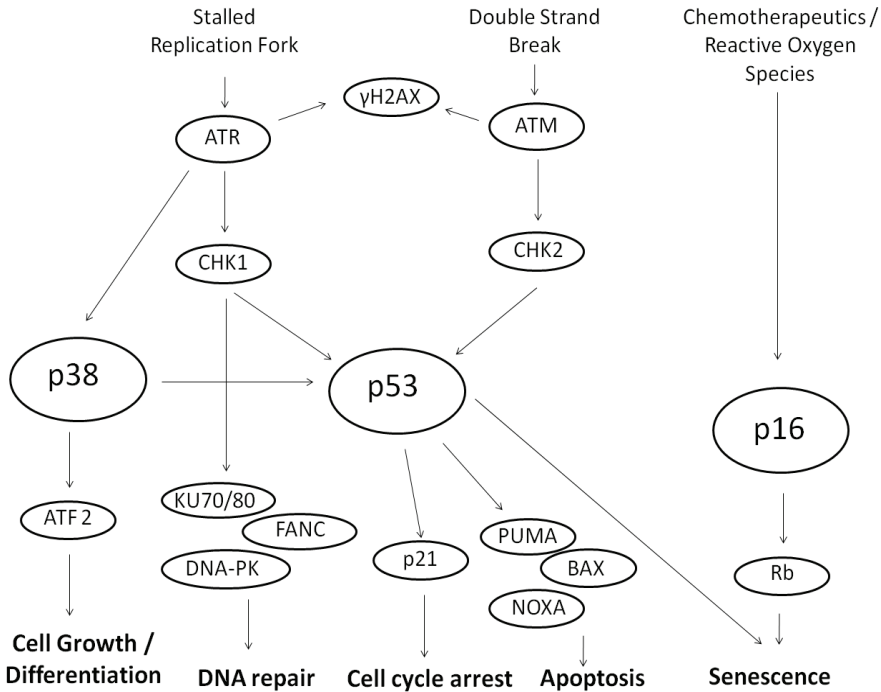 Stalled
Replication Fork
Double Strand
Break
Chemotherapeutics /
Reactive Oxygen
Species
γH2AX
ATR
ATM
CHK1
CHK2
p38
p53
p16
ATF 2
KU70/80
FANC
DNA-PK
p21
PUMA
BAX
NOXA
Rb
Cell Growth /
Differentiation
DNA repair
Cell cycle arrest
Apoptosis
Senescence